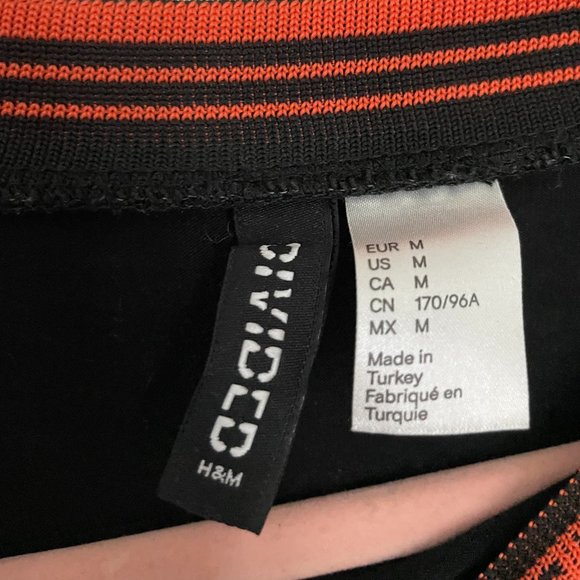 DIVIDED
H&M
EUR M
US M
CA M
CN 170/96A
MX M
Made in
Turkey
Fabriqué en
Turquie